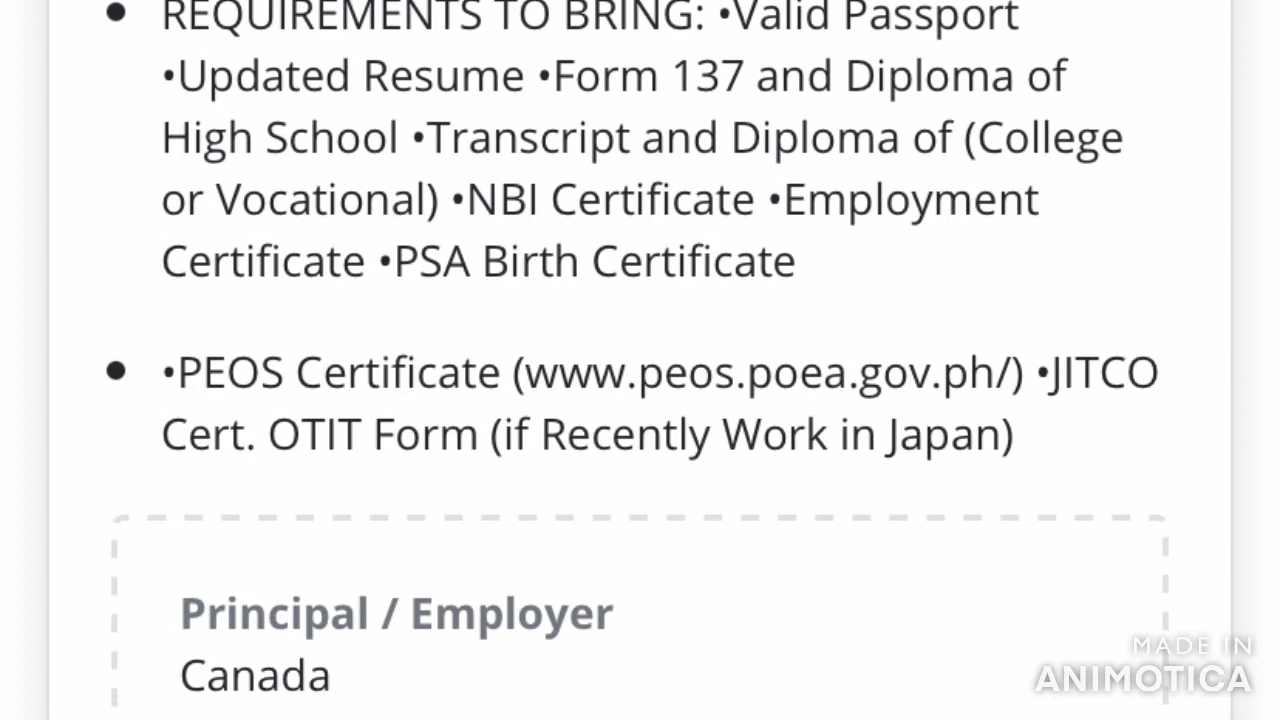 • REQUIREMENTS TO BRING: •Valid Passport
•Updated Resume •Form 137 and Diploma of
High School •Transcript and Diploma of (College
or Vocational) •NBI Certificate •Employment
Certificate •PSA Birth Certificate
• •PEOS Certificate (www.peos.poea.gov.ph/) •JITCO
Cert. OTIT Form (if Recently Work in Japan)
Principal / Employer
Canada
MADE IN
ANIMOTICA